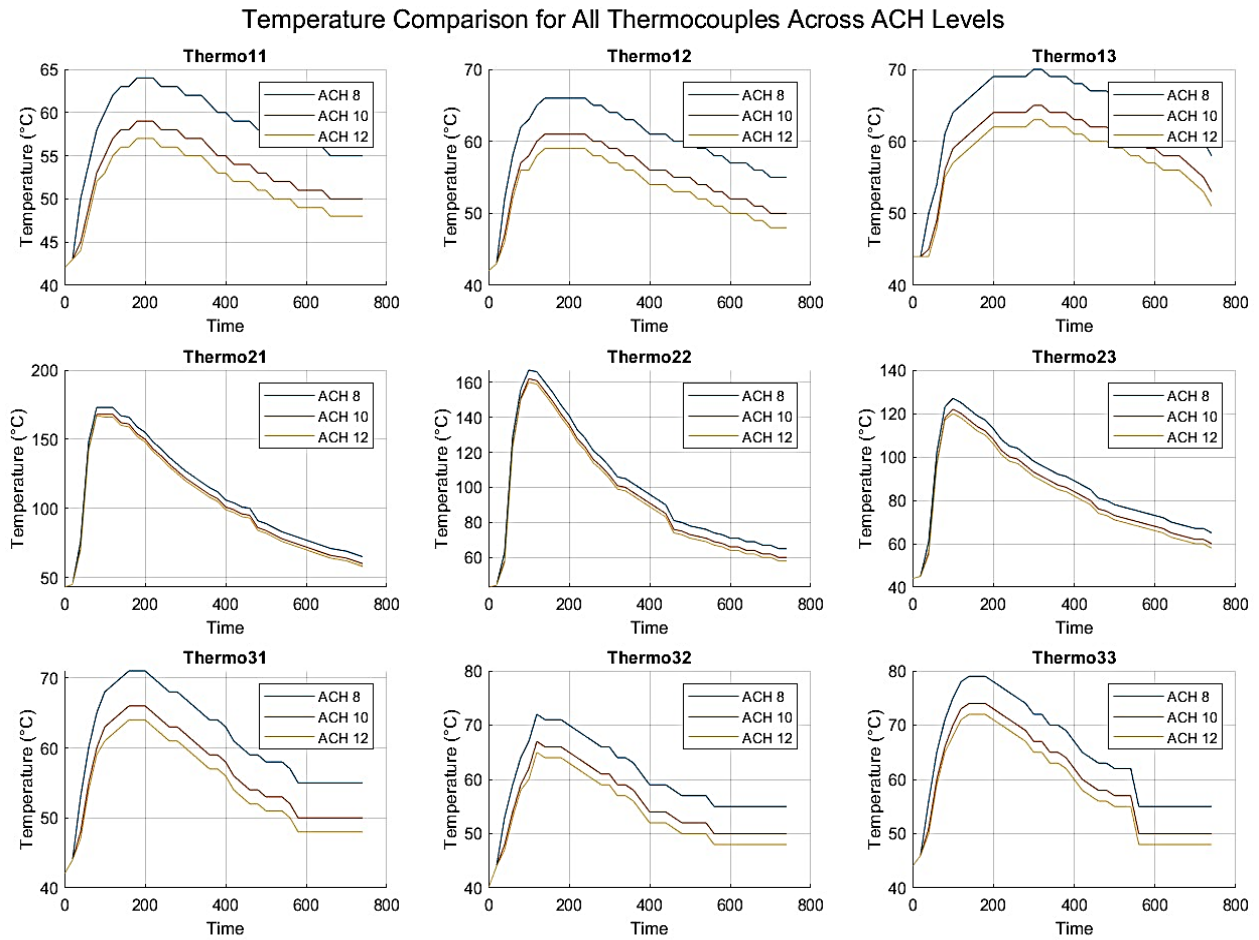 Temperature Comparison for All Thermocouples Across ACH Levels
Thermo11
65
60
55
50
45
40
Temperature (°C)
0 200 400 600 800
Time
ACH 8
ACH 10
ACH 12
Thermo12
70
60
50
40
Temperature (°C)
0 200 400 600 800
Time
ACH 8
ACH 10
ACH 12
Thermo13
70
60
50
40
Temperature (°C)
0 200 400 600 800
Time
ACH 8
ACH 10
ACH 12
Thermo21
200
150
100
50
Temperature (°C)
0 200 400 600 800
Time
ACH 8
ACH 10
ACH 12
Thermo22
160
140
120
100
80
60
Temperature (°C)
0 200 400 600 800
Time
ACH 8
ACH 10
ACH 12
Thermo23
140
120
100
80
60
40
Temperature (°C)
0 200 400 600 800
Time
ACH 8
ACH 10
ACH 12
Thermo31
70
60
50
40
Temperature (°C)
0 200 400 600 800
Time
ACH 8
ACH 10
ACH 12
Thermo32
80
70
60
50
40
Temperature (°C)
0 200 400 600 800
Time
ACH 8
ACH 10
ACH 12
Thermo33
80
70
60
50
40
Temperature (°C)
0 200 400 600 800
Time
ACH 8
ACH 10
ACH 12